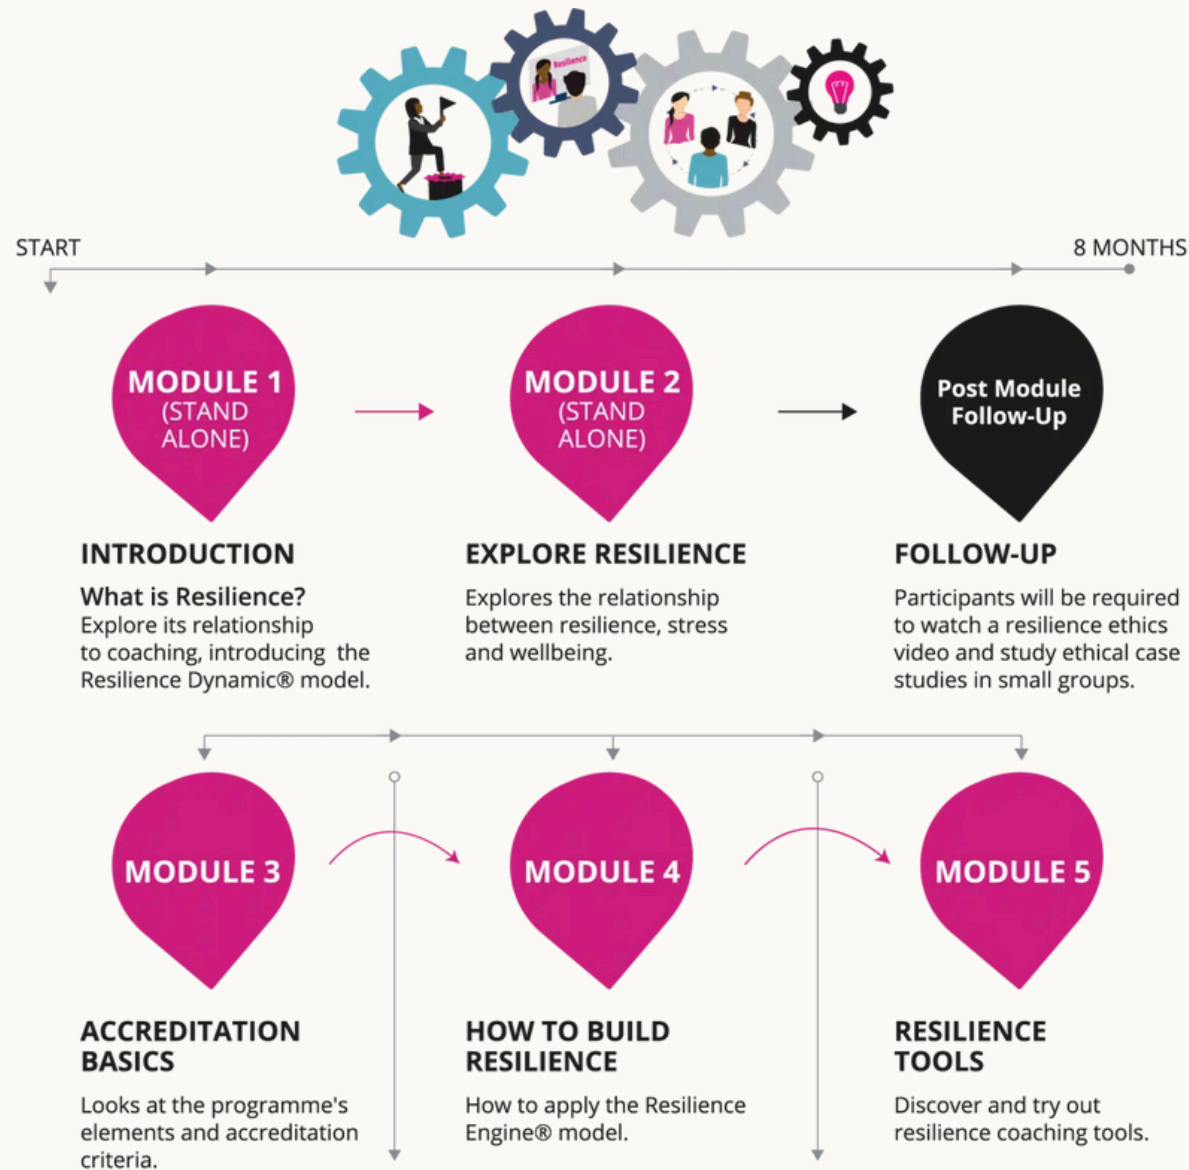 Resilience
START
8 MONTHS
MODULE 1
(STAND
ALONE)
MODULE 2
(STAND
ALONE)
Post Module
Follow-Up
INTRODUCTION
What is Resilience?
Explore its relationship
to coaching, introducing the
Resilience Dynamic® model.
EXPLORE RESILIENCE
Explores the relationship
between resilience, stress
and wellbeing.
FOLLOW-UP
Participants will be required
to watch a resilience ethics
video and study ethical case
studies in small groups.
MODULE 3
MODULE 4
MODULE 5
ACCREDITATION
BASICS
Looks at the programme's
elements and accreditation
criteria.
HOW TO BUILD
RESILIENCE
How to apply the Resilience
Engine® model.
RESILIENCE
TOOLS
Discover and try out
resilience coaching tools.